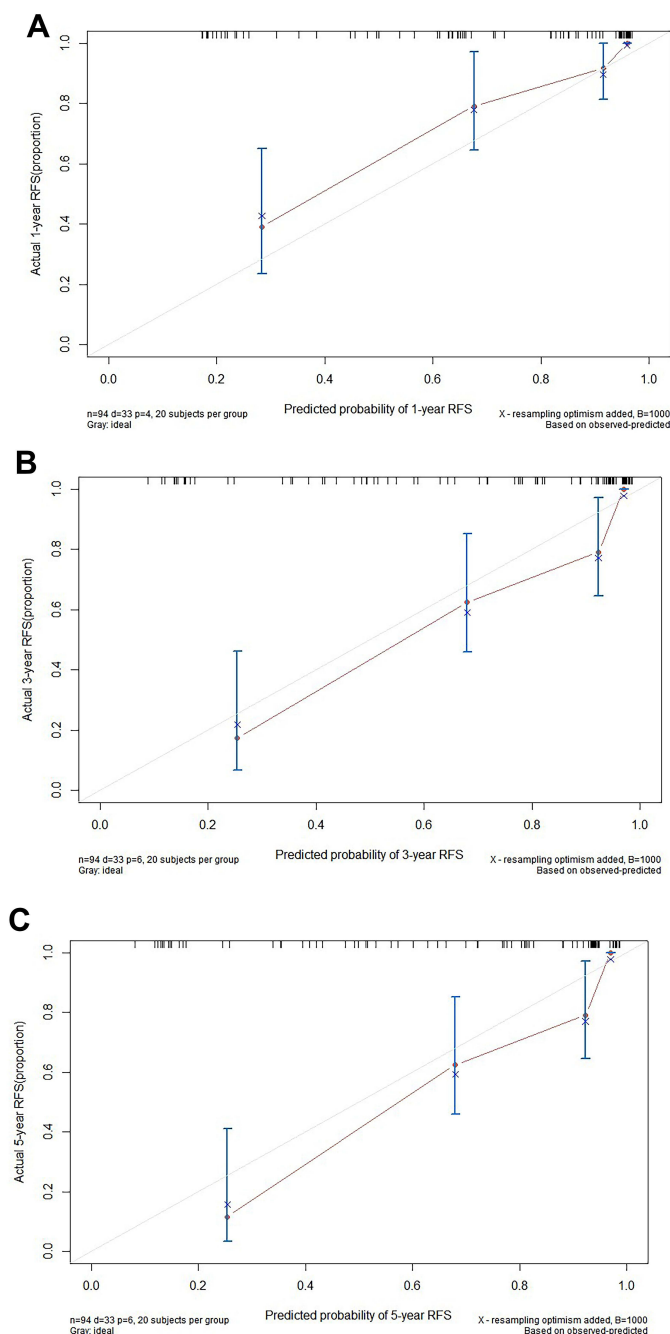 A
1.0
0.8
0.6
0.4
0.2
0.0
Actual 1-year RFS(proportion)
0.0 0.2 0.4 0.6 0.8 1.0
n=94 d=33 p=4, 20 subjects per group
Gray: ideal
Predicted probability of 1-year RFS
X - resampling optimism added, B=1000
Based on observed-predicted
B
1.0
0.8
0.6
0.4
0.2
0.0
Actual 3-year RFS(proportion)
0.0 0.2 0.4 0.6 0.8 1.0
n=94 d=33 p=6, 20 subjects per group
Gray: ideal
Predicted probability of 3-year RFS
X - resampling optimism added, B=1000
Based on observed-predicted
C
1.0
0.8
0.6
0.4
0.2
0.0
Actual 5-year RFS(proportion)
0.0 0.2 0.4 0.6 0.8 1.0
n=94 d=33 p=6, 20 subjects per group
Gray: ideal
Predicted probability of 5-year RFS
X - resampling optimism added, B=1000
Based on observed-predicted